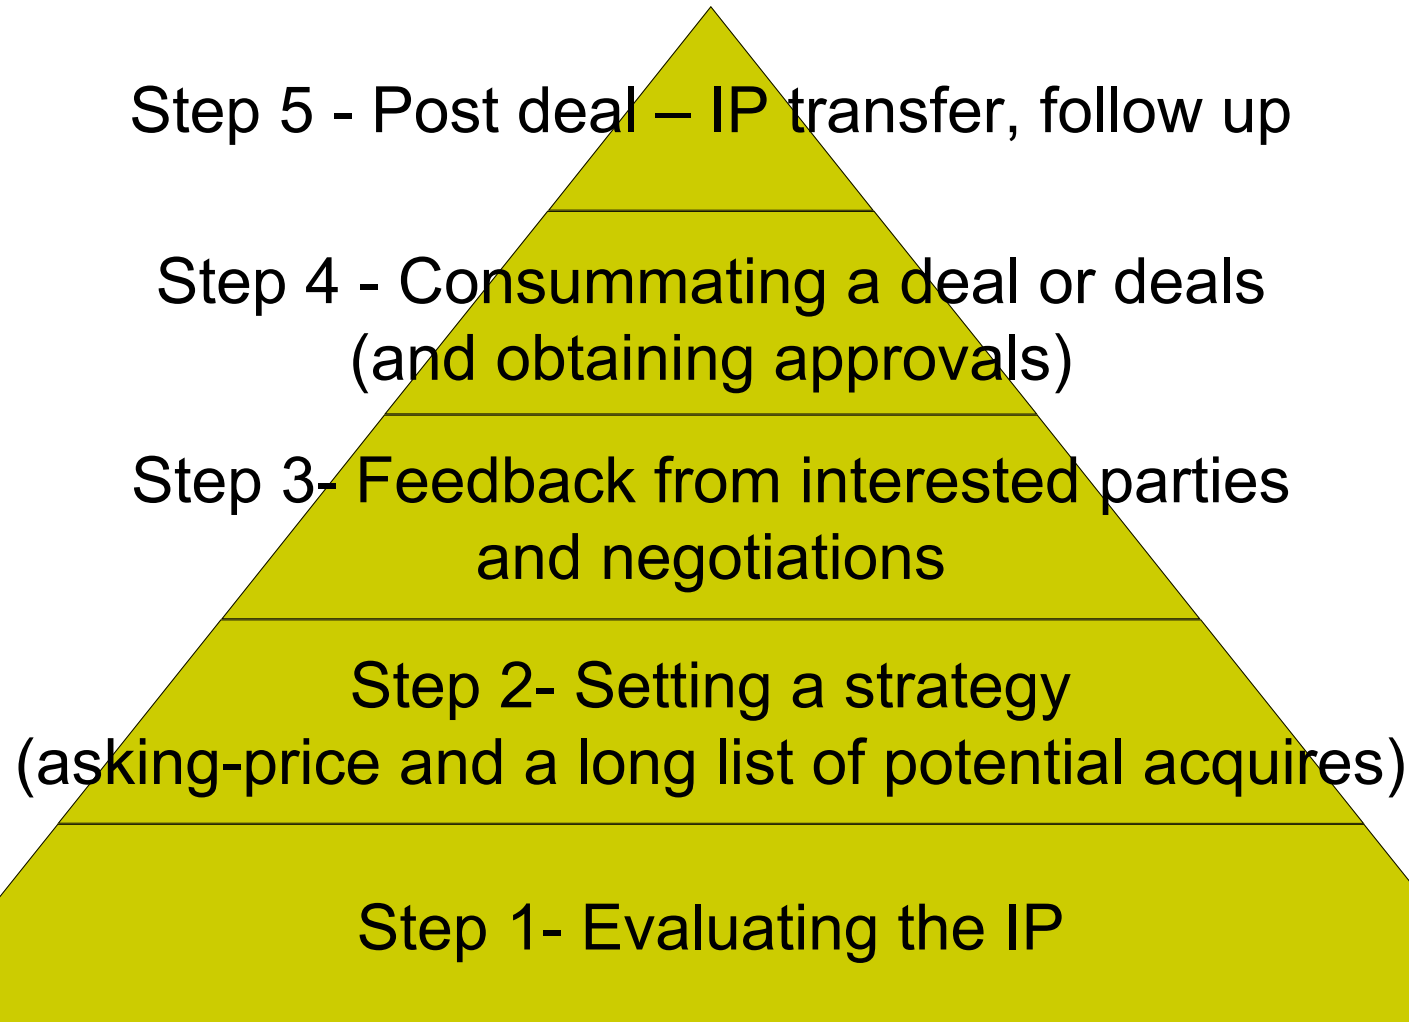 Step 5 - Post deal – IP transfer, follow up
Step 4 - Consummating a deal or deals
(and obtaining approvals)
Step 3- Feedback from interested parties
and negotiations
Step 2- Setting a strategy
(asking-price and a long list of potential acquires)
Step 1- Evaluating the IP